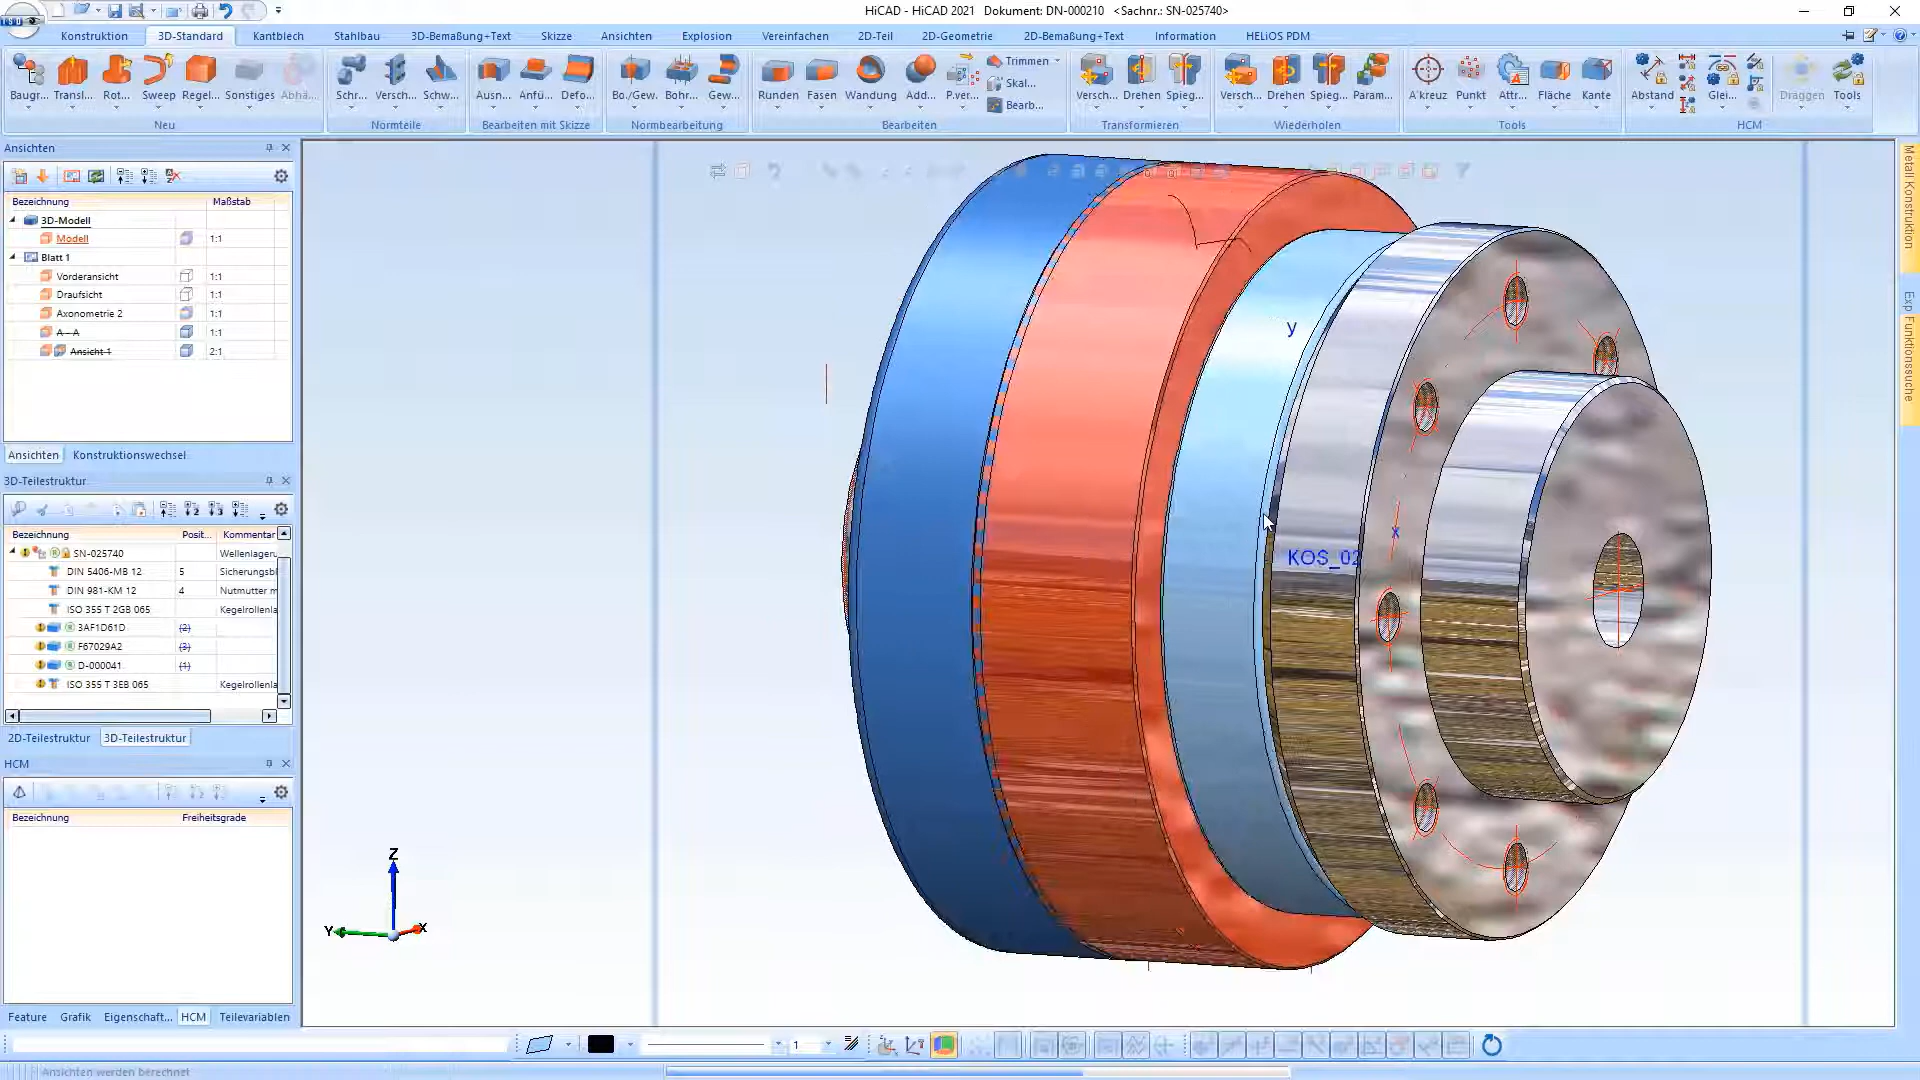 HiCAD - HiCAD 2021   Dokument: DN-000210   <Sachnr.: SN-025740>
Konstruktion   3D-Standard   Kantblech   Stahlbau   3D-Bemaßung+Text   Skizze   Ansichten   Explosion   Vereinfachen   2D-Teil   2D-Geometrie   2D-Bemaßung+Text   Information   HELiOS PDM
Trimmen
Skal...
Bearb...
Baugr...   Transl...   Rot...   Sweep   Regel...   Sonstiges   Abhä...   Schr...   Versch...   Schw...   Ausn...   Anfü...   Defo...   Bo./Gew.   Bohr...   Gew...   Runden   Fasen   Wandung   Add...   P.ver...   Versch...   Drehen   Spieg...   Versch...   Drehen   Spieg...   Param...   A'kreuz   Punkt   Attr...   Fläche   Kante   Abstand   Glei...   Draggen   Tools
Neu   Normteile   Bearbeiten mit Skizze   Normbearbeitung   Bearbeiten   Transformieren   Wiederholen   Tools   HCM
Ansichten
Bezeichnung   Maßstab
3D-Modell
Modell   1:1
Blatt 1
Vorderansicht   1:1
Draufsicht   1:1
Axonometrie 2   1:1
A-A   1:1
Ansicht 1   2:1
Ansichten   Konstruktionswechsel
3D-Teilestruktur
Bezeichnung   Posit...   Kommentar
SN-025740   Wellenlageru
DIN 5406-MB 12   5   Sicherungsbl
DIN 981-KM 12   4   Nutmutter m
ISO 355 T 2GB 065   Kegelrollenla
3AF1D61D   (2)
F67029A2   (3)
D-000041   (1)
ISO 355 T 3EB 065   Kegelrollenla
2D-Teilestruktur   3D-Teilestruktur
HCM
Bezeichnung   Freiheitsgrade
Feature   Grafik   Eigenschaft...   HCM   Teilevariablen
y
x
KOS_02
Z
Y
X
Metall Konstruktion
Exp Funktionssuche
1
Ansichten werden berechnet